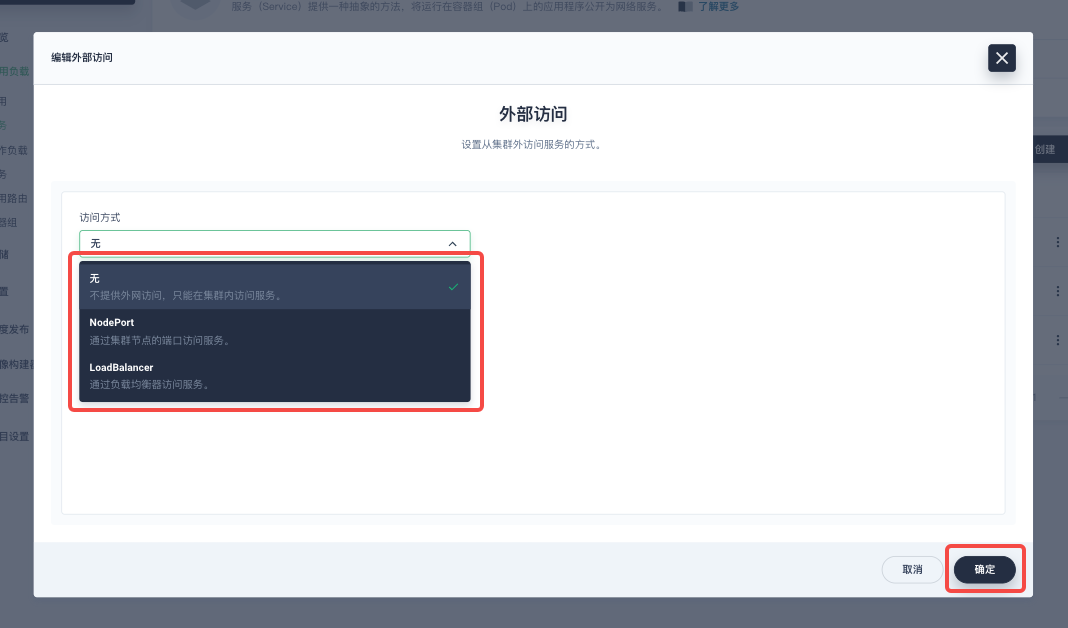 服务（Service）提供一种抽象的方法，将运行在容器组（Pod）上的应用程序公开为网络服务。 了解更多
编辑外部访问
外部访问
设置从集群外访问服务的方式。
创建
访问方式
无
无
不提供外网访问，只能在集群内访问服务。
NodePort
通过集群节点的端口访问服务。
LoadBalancer
通过负载均衡器访问服务。
取消
确定
览
用负载
用
务
作负载
务
用路由
器组
储
置
度发布
像构建器
控告警
目设置